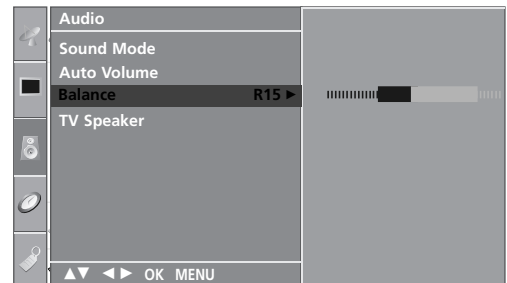 Audio
Sound Mode
Auto Volume
Balance R15 ►
TV Speaker
▲▼ ◄ ► OK MENU